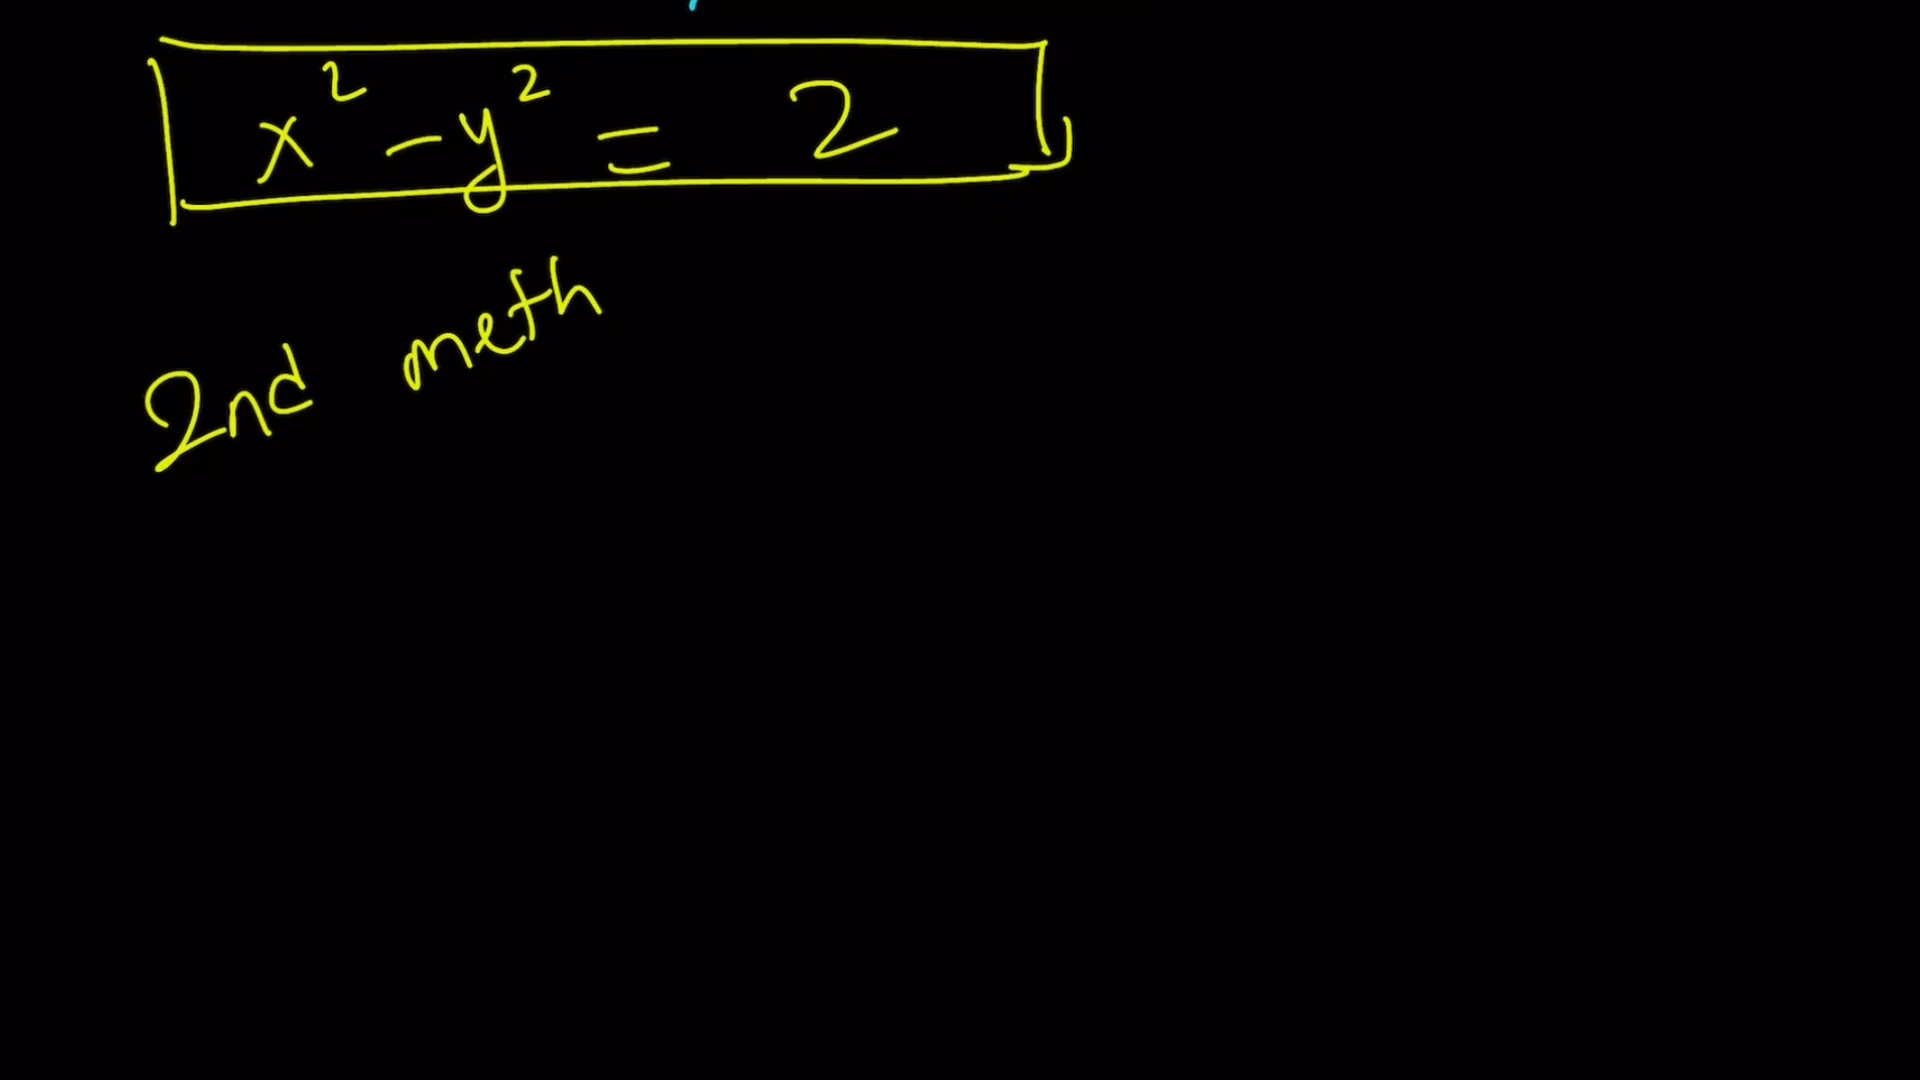 x² - y² = 2
2nd meth